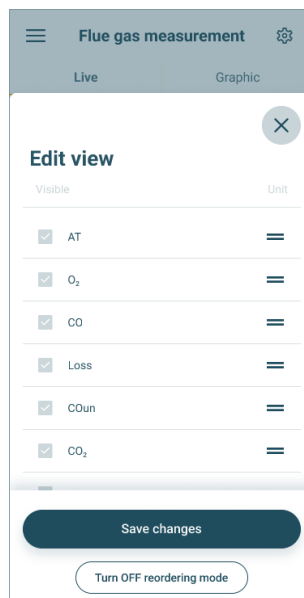 Flue gas measurement
Live Graphic
Edit view
Visible Unit
AT
O₂
CO
Loss
COun
CO₂
Save changes
Turn OFF reordering mode